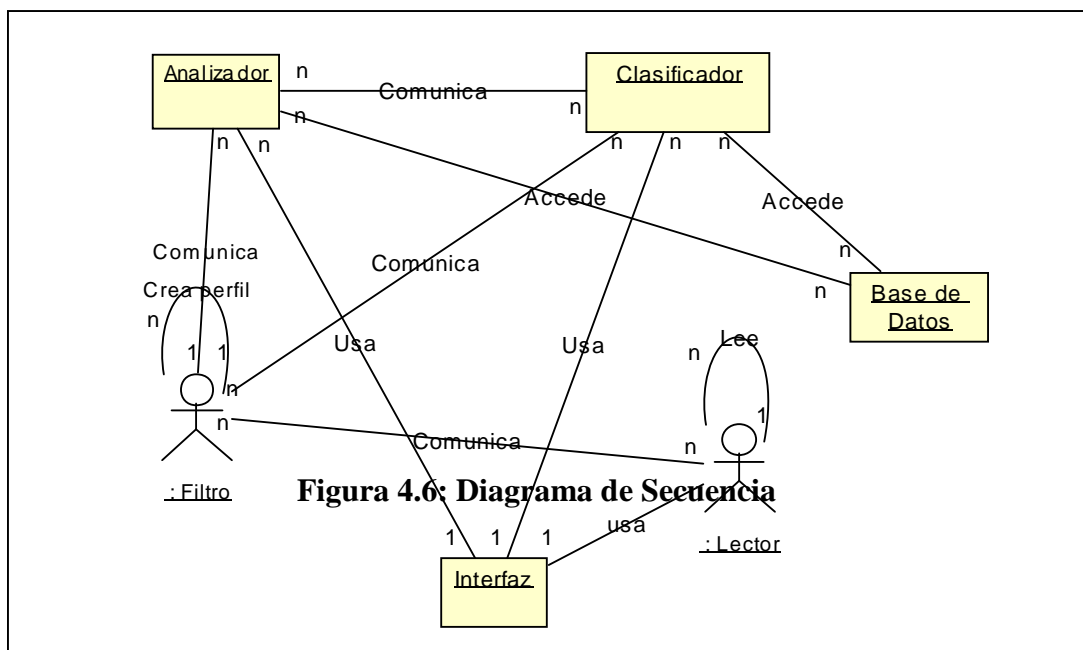 Analizador
n
Comunica
n
Clasificador
n
n
n
n
n
n
Accede
Accede
Comunica
Comunica
n
n
Crea perfil
n
Base de
Datos
Usa
Usa
Lee
n
1
1
n
1
n
Comunica
n
: Filtro
Figura 4.6: Diagrama de Secuencia
usa
1
1
1
: Lector
Interfaz